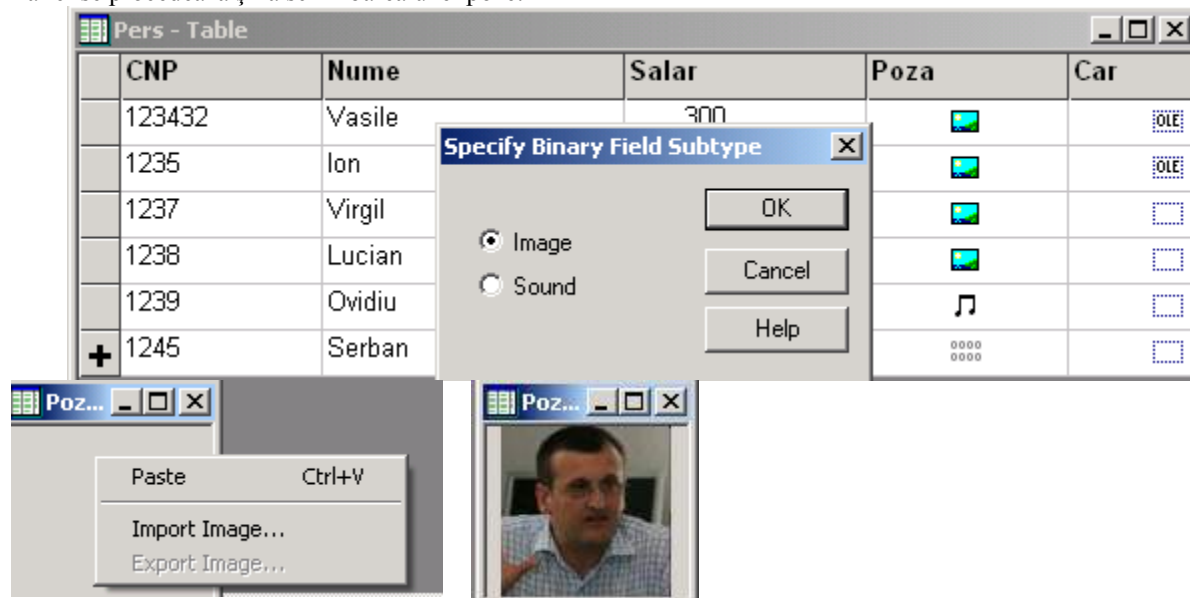 Pers - Table
CNP Nume Salar Poza Car
123432 Vasile 300 OLE
Specify Binary Field Subtype
1235 Ion OLE
1237 Virgil OK
Image
1238 Lucian Cancel
Sound
1239 Ovidiu
Help
1245 Serban 0000
0000
Poz... Poz...
Paste Ctrl+V
Import Image...
Export Image...